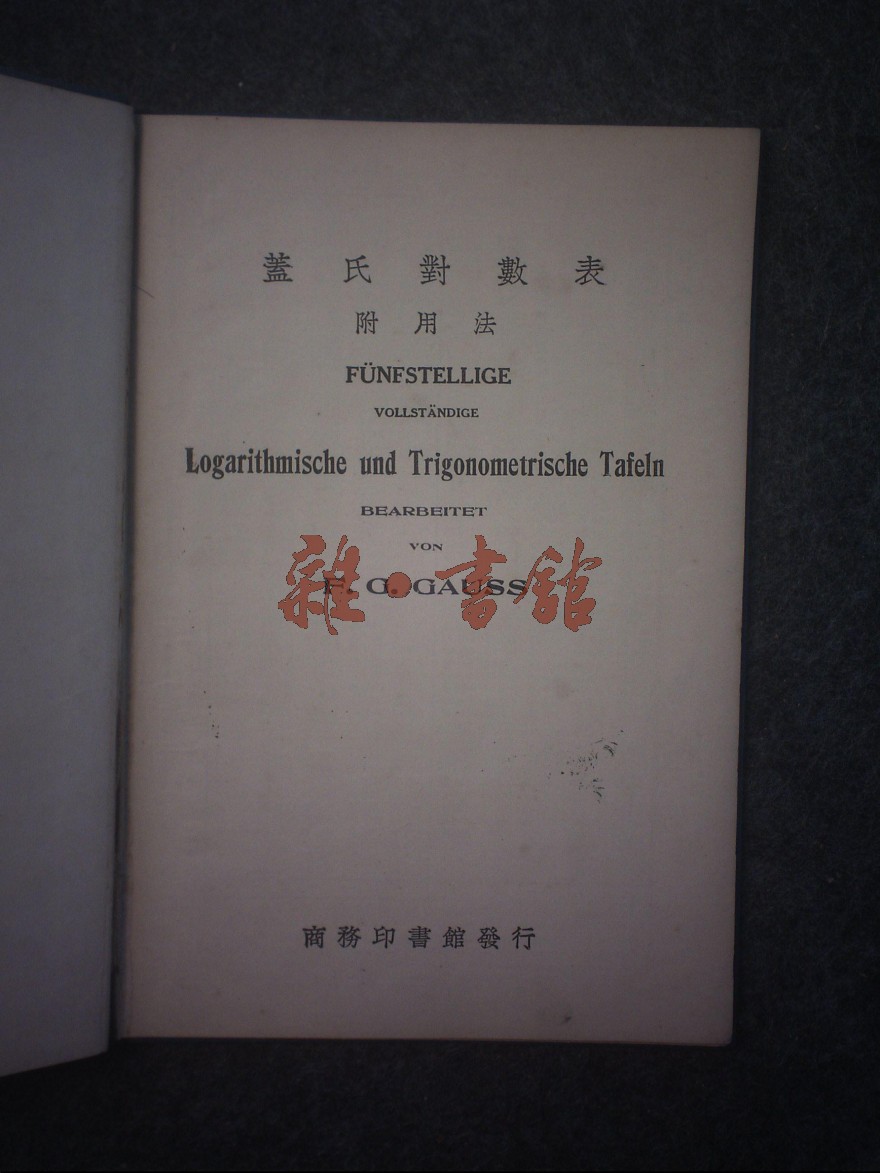 蓋氏對數表
附用法
FÜNFSTELLIGE
VOLLSTÄNDIGE
Logarithmische und Trigonometrische Tafeln
BEARBEITET
VON
F. G. GAUSS
雜·書館
商務印書館發行